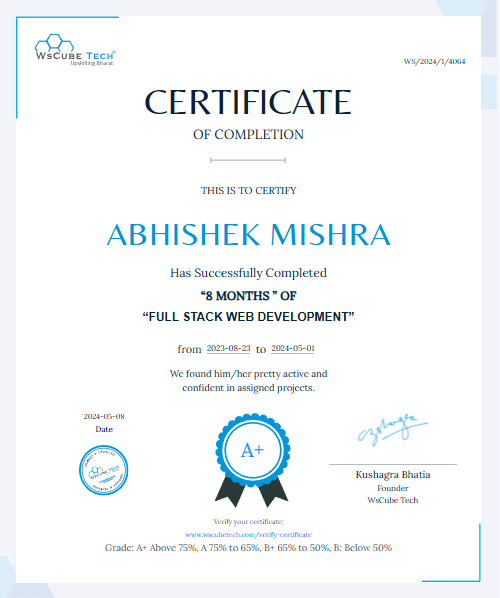 WsCube Tech®
Upskilling Bharat
WS/2024/1/4064
CERTIFICATE
OF COMPLETION
THIS IS TO CERTIFY
ABHISHEK MISHRA
Has Successfully Completed
“8 MONTHS ” OF
“FULL STACK WEB DEVELOPMENT”
from 2023-08-23 to 2024-05-01
We found him/her pretty active and
confident in assigned projects.
2024-05-08
Date
WsCube Tech
A+
Kushagra Bhatia
Founder
WsCube Tech
Verify your certificate:
www.wscubetech.com/verify-certificate
Grade: A+ Above 75%, A 75% to 65%, B+ 65% to 50%, B: Below 50%